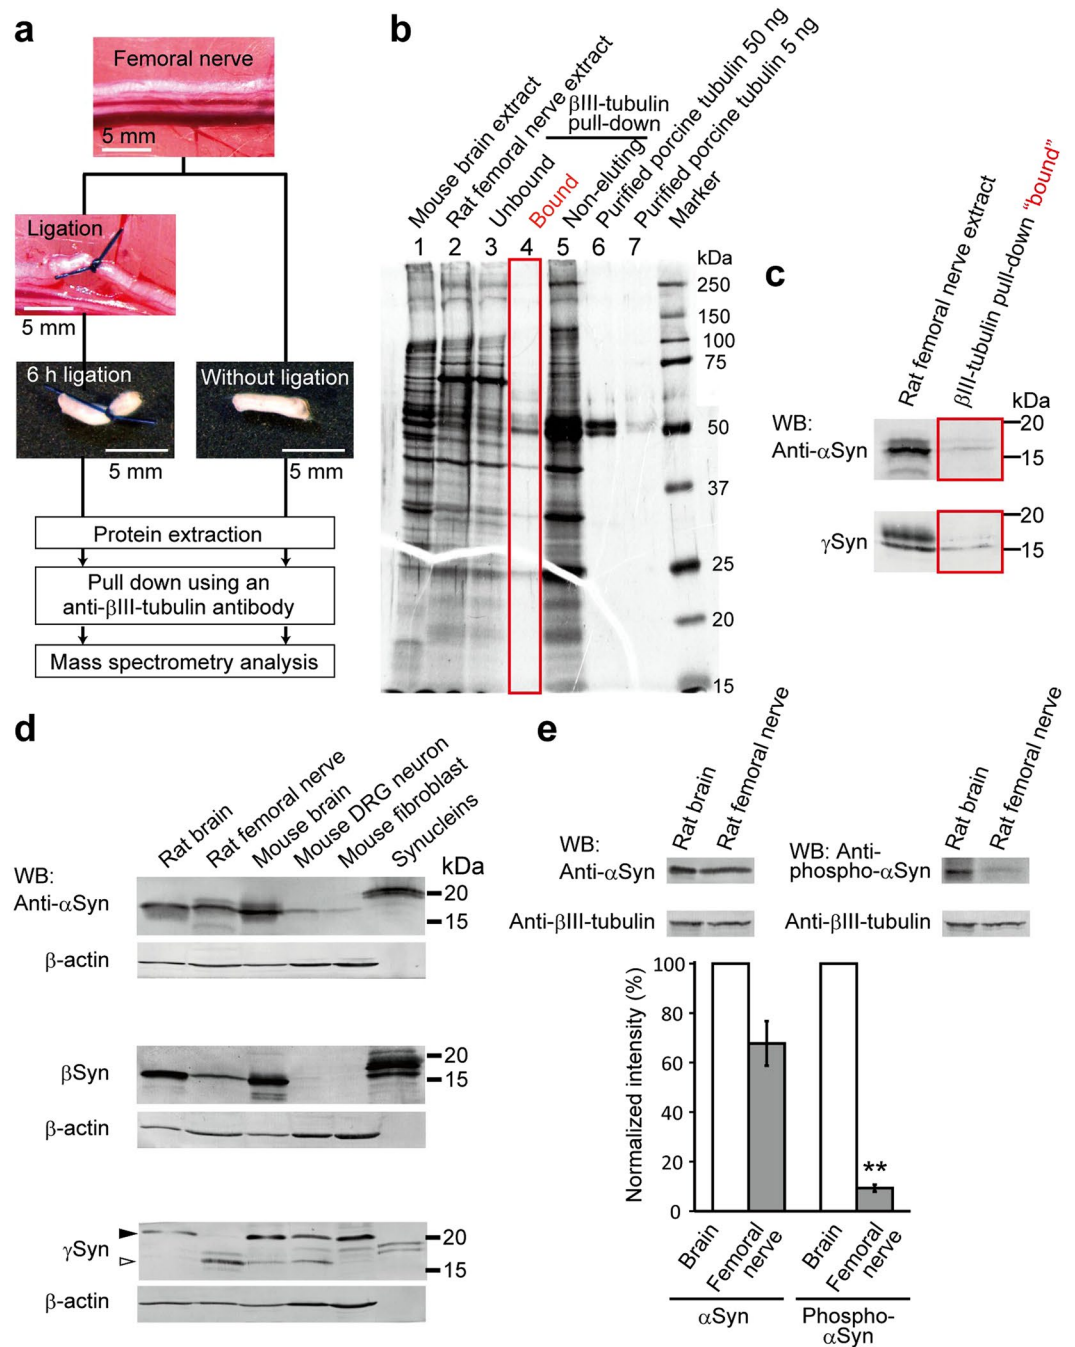 a
Femoral nerve
5 mm
Ligation
5 mm
6 h ligation
Without ligation
5 mm
5 mm
Protein extraction
Pull down using an
anti-βIII-tubulin antibody
Mass spectrometry analysis
b
βIII-tubulin
pull-down
Mouse brain extract
Rat femoral nerve extract
Unbound
Bound
Non-eluting
Purified porcine tubulin 50 ng
Purified porcine tubulin 5 ng
Marker
1 2 3 4 5 6 7
kDa
250
150
100
75
50
37
25
20
15
c
Rat femoral nerve extract
βIII-tubulin pull-down “bound”
kDa
WB:
Anti-αSyn
20
15
γSyn
20
15
d
Rat brain
Rat femoral nerve
Mouse brain
Mouse DRG neuron
Mouse fibroblast
Synucleins
kDa
WB:
Anti-αSyn
20
15
β-actin
βSyn
20
15
β-actin
γSyn
20
15
β-actin
e
Rat brain
Rat femoral nerve
WB:
Anti-αSyn
Anti-βIII-tubulin
Rat brain
Rat femoral nerve
WB: Anti-
phospho-αSyn
Anti-βIII-tubulin
Normalized intensity (%)
100
80
60
40
20
0
**
Brain
Femoral
nerve
Brain
Femoral
nerve
αSyn
Phospho-
αSyn